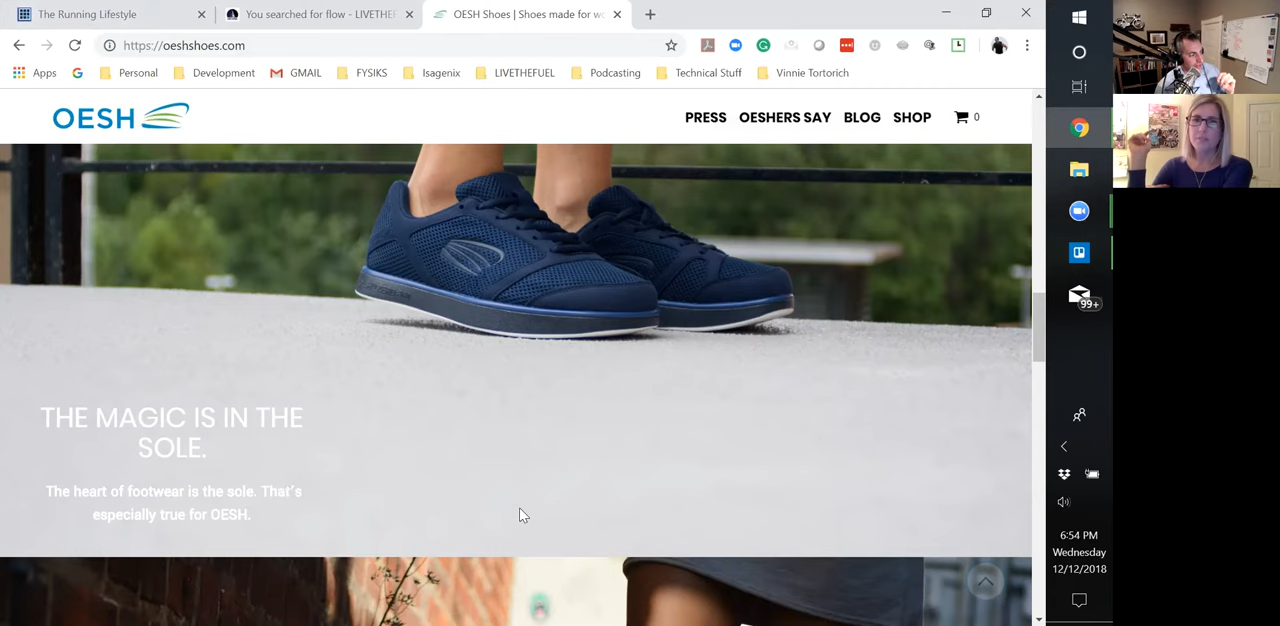 The Running Lifestyle
You searched for flow - LIVETHEF
OESH Shoes | Shoes made for wo
https://oeshshoes.com
Apps
Personal
Development
GMAIL
FYSIKS
Isagenix
LIVETHEFUEL
Podcasting
Technical Stuff
Vinnie Tortorich
OESH
PRESS OESHERS SAY BLOG SHOP 0
THE MAGIC IS IN THE
SOLE.
The heart of footwear is the sole. That's
especially true for OESH.
99+
6:54 PM
Wednesday
12/12/2018